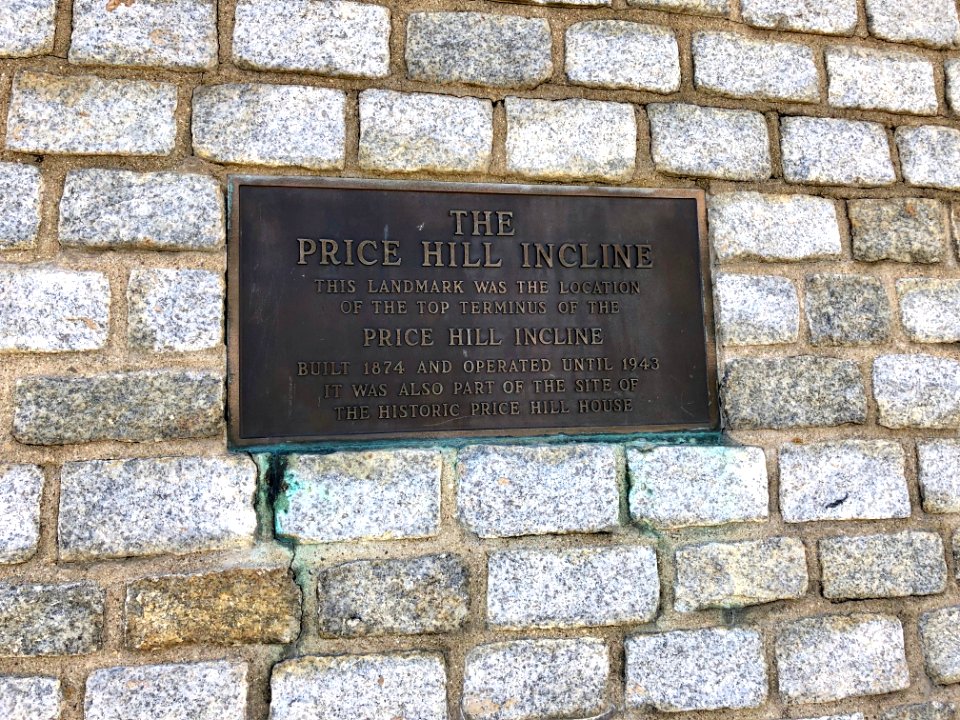 THE
PRICE HILL INCLINE
THIS LANDMARK WAS THE LOCATION
OF THE TOP TERMINUS OF THE
PRICE HILL INCLINE
BUILT 1874 AND OPERATED UNTIL 1943
IT WAS ALSO PART OF THE SITE OF
THE HISTORIC PRICE HILL HOUSE